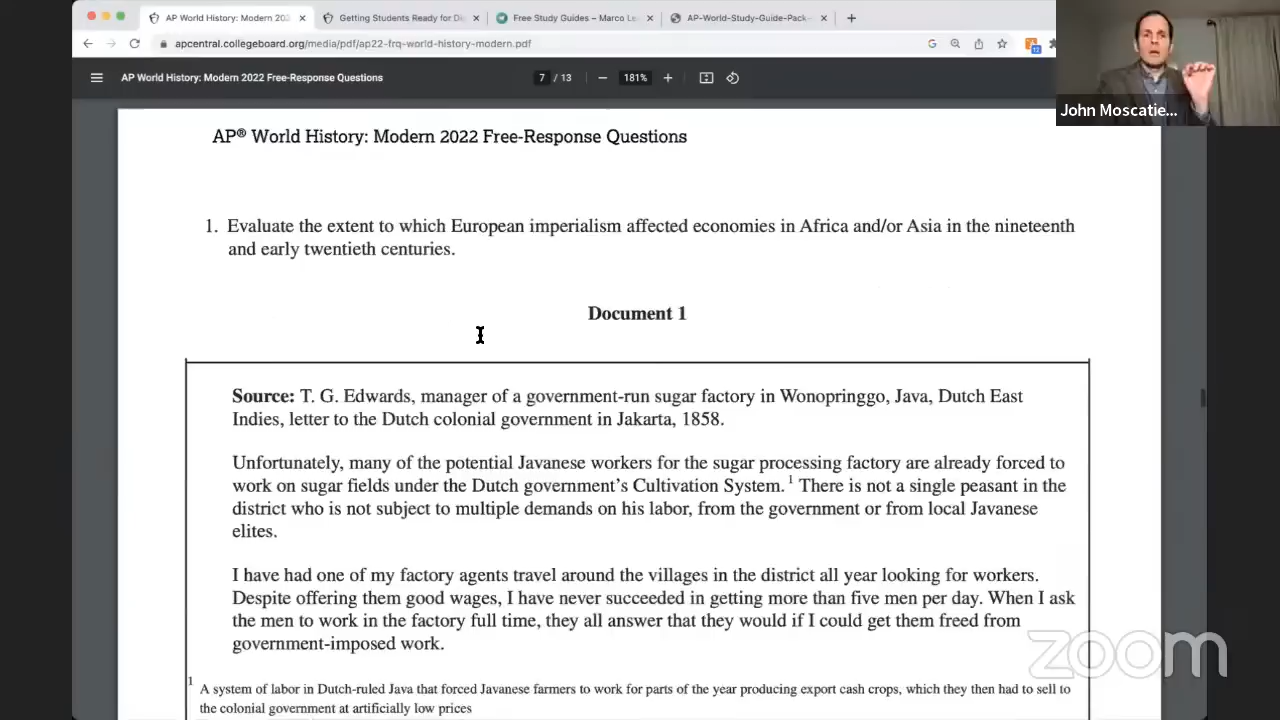 AP World History: Modern 202
Getting Students Ready for D
Free Study Guides – Marco Le
AP-World-Study-Guide-Pack-
apcentral.collegeboard.org/media/pdf/ap22-frq-world-history-modern.pdf
12
AP World History: Modern 2022 Free-Response Questions
7 / 13
181%
John Moscatie...
AP® World History: Modern 2022 Free-Response Questions
1. Evaluate the extent to which European imperialism affected economies in Africa and/or Asia in the nineteenth
and early twentieth centuries.
Document 1
Source: T. G. Edwards, manager of a government-run sugar factory in Wonopringgo, Java, Dutch East
Indies, letter to the Dutch colonial government in Jakarta, 1858.
Unfortunately, many of the potential Javanese workers for the sugar processing factory are already forced to
work on sugar fields under the Dutch government’s Cultivation System.1 There is not a single peasant in the
district who is not subject to multiple demands on his labor, from the government or from local Javanese
elites.
I have had one of my factory agents travel around the villages in the district all year looking for workers.
Despite offering them good wages, I have never succeeded in getting more than five men per day. When I ask
the men to work in the factory full time, they all answer that they would if I could get them freed from
government-imposed work.
1 A system of labor in Dutch-ruled Java that forced Javanese farmers to work for parts of the year producing export cash crops, which they then had to sell to
the colonial government at artificially low prices
zoom